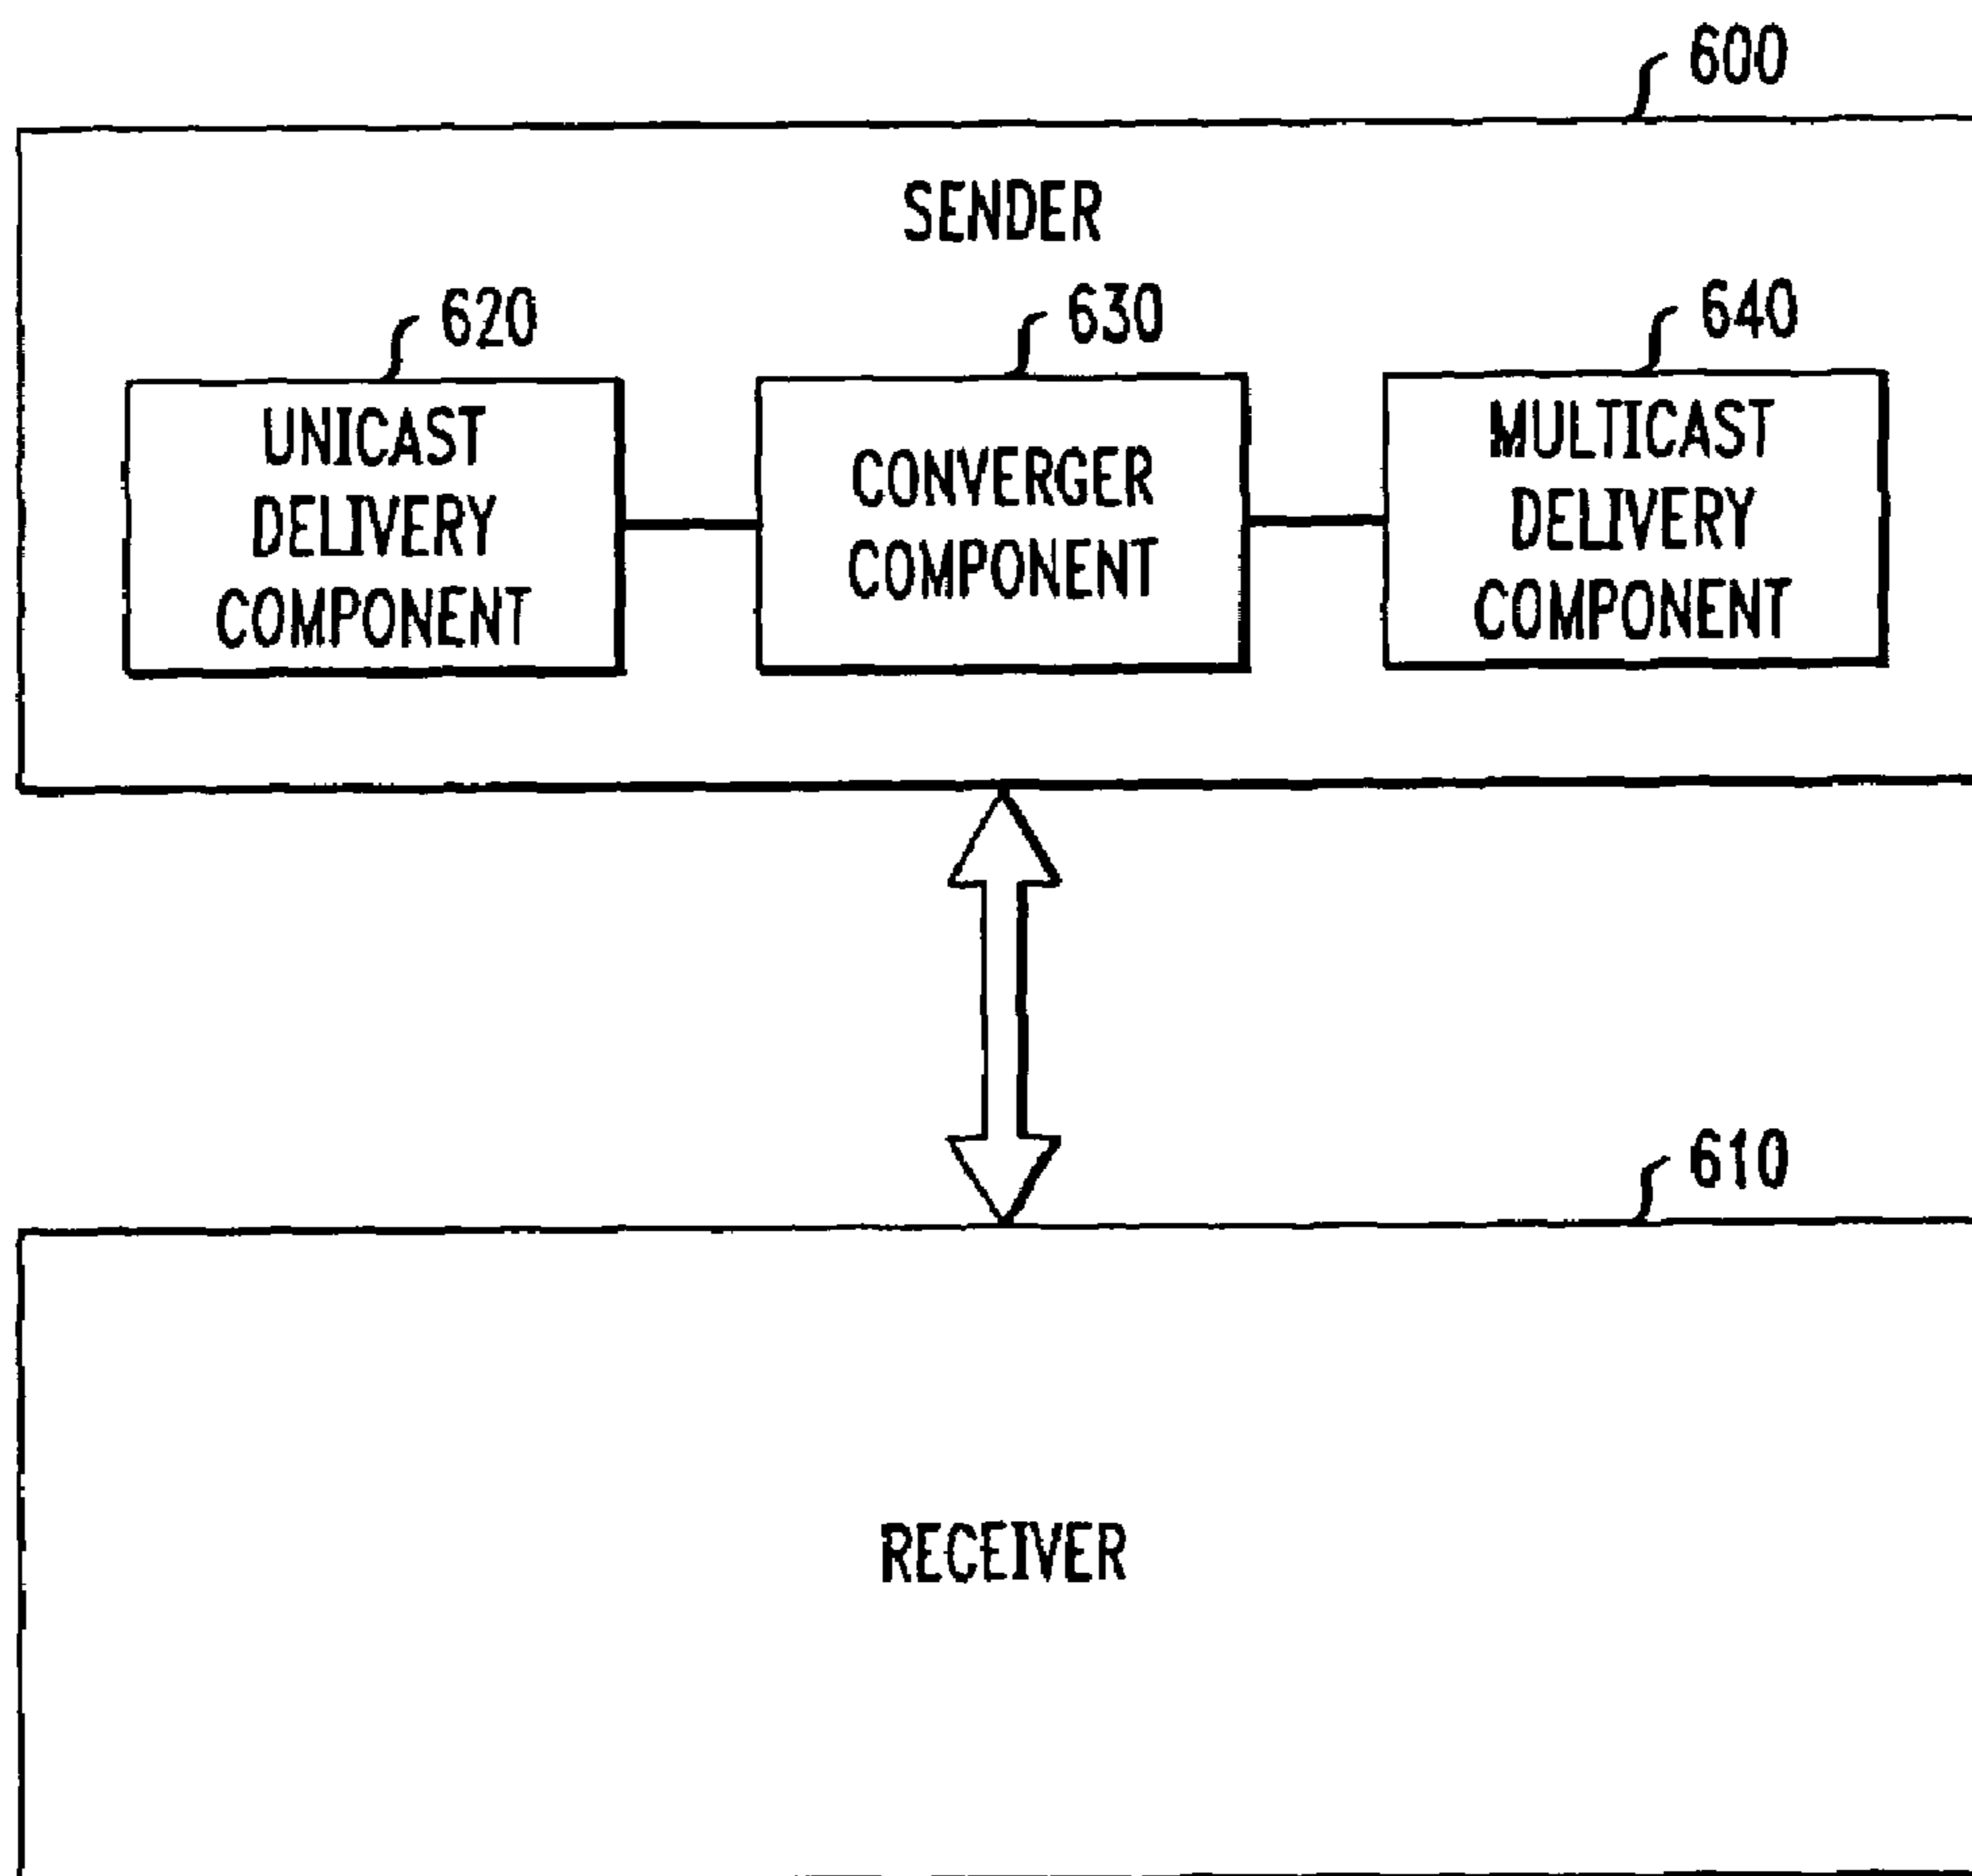 600
SENDER
620
630
640
UNICAST
DELIVERY
COMPONENT
CONVERGER
COMPONENT
MULTICAST
DELIVERY
COMPONENT
610
RECEIVER